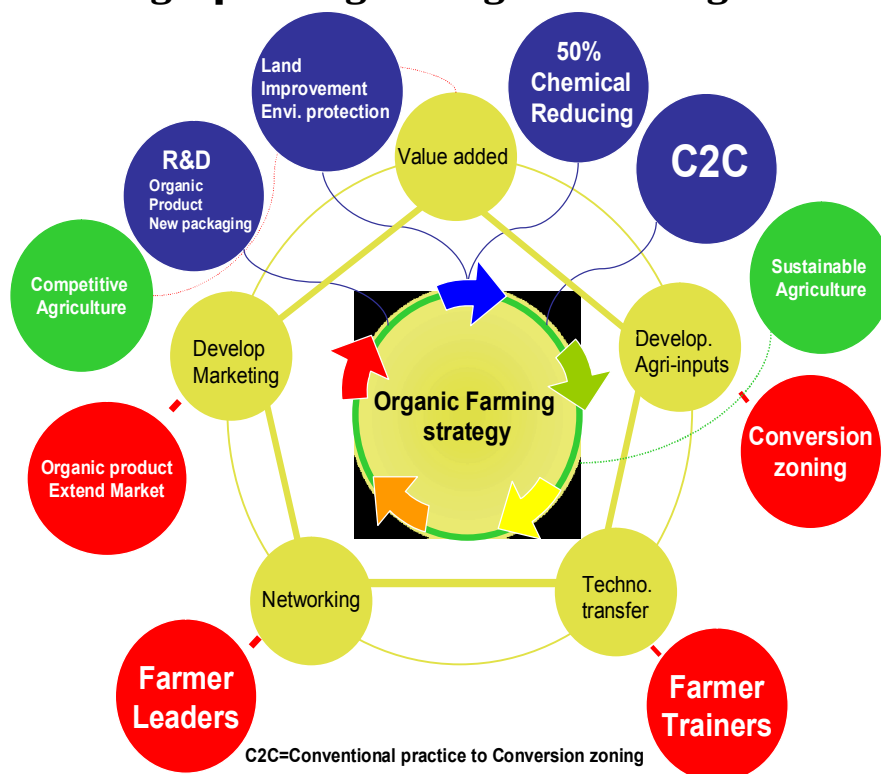 50%
Chemical
Reducing
Land
Improvement
Envi. protection
Value added
C2C
R&D
Organic
Product
New packaging
Competitive
Agriculture
Sustainable
Agriculture
Develop
Marketing
Develop.
Agri-inputs
Organic Farming
strategy
Organic product
Extend Market
Conversion
zoning
Networking
Techno.
transfer
Farmer
Leaders
Farmer
Trainers
C2C=Conventional practice to Conversion zoning